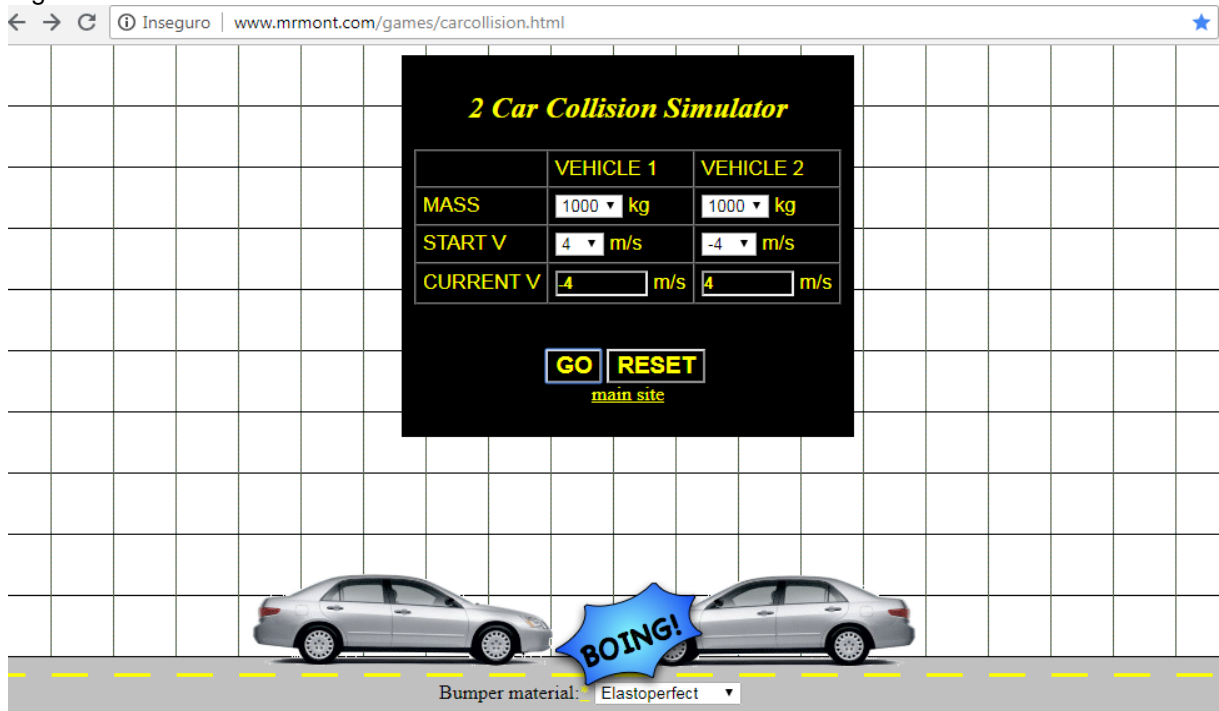 Inseguro | www.mrmont.com/games/carcollision.html
2 Car Collision Simulator
VEHICLE 1 VEHICLE 2
MASS 1000 kg 1000 kg
START V 4 m/s -4 m/s
CURRENT V -4 m/s 4 m/s
GO RESET
main site
BOING!
Bumper material:* Elastoperfect